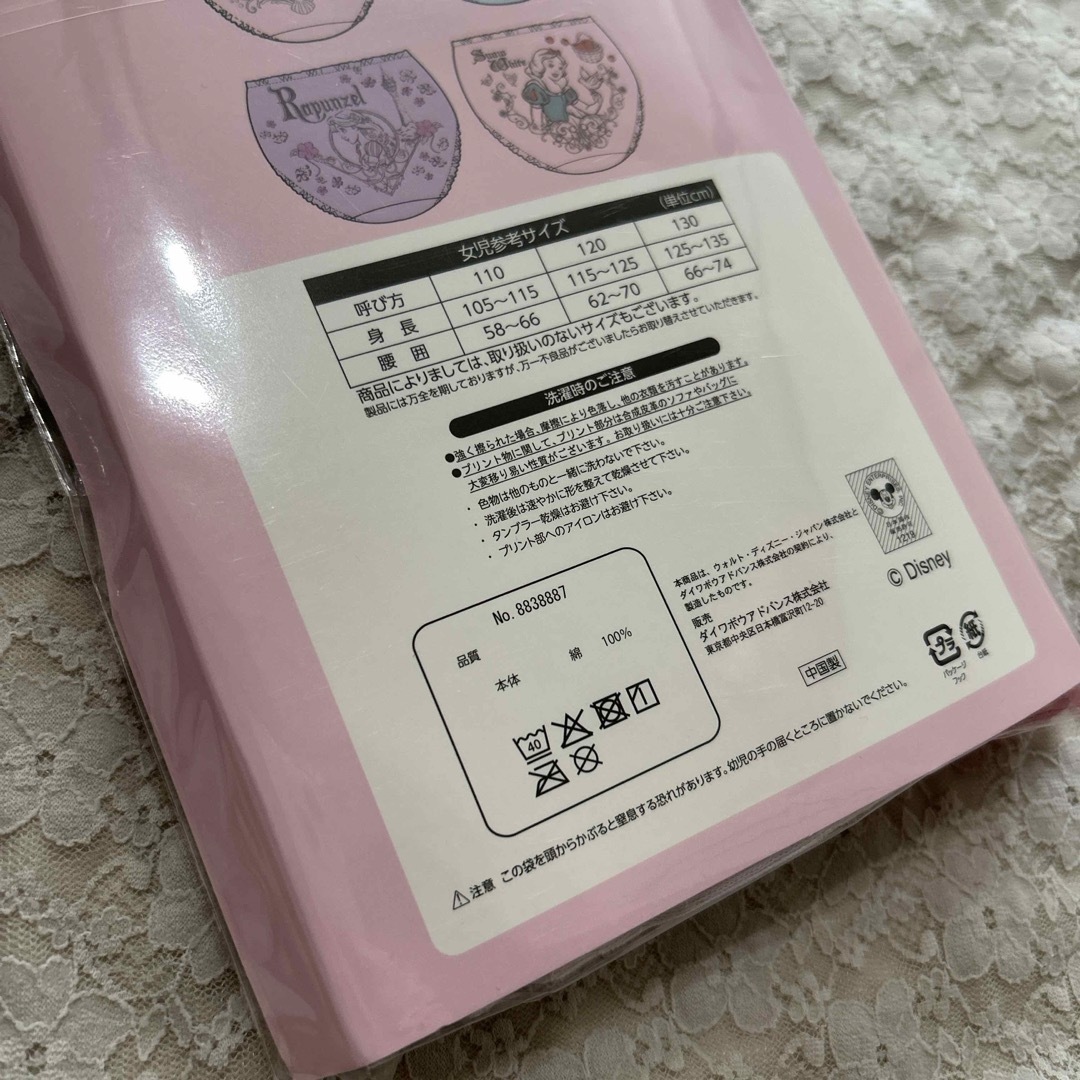 Rapunzel
Snow
White
女児参考サイズ (単位cm)
呼び方 110 120 130
身長 105〜115 115〜125 125〜135
腰囲 58〜66 62〜70 66〜74
商品によりましては、取り扱いのないサイズもございます。
製品には万全を期しておりますが、万一不良品がございましたらお取り替えさせていただきます。
洗濯時のご注意
●強く擦られた場合、摩擦により色落し、他の衣類を汚すことがあります。
●プリント物に関して、プリント部分は合成皮革のソファやバッグに
大変移り易い性質がございます。お取り扱いには十分ご注意下さい。
・色物は他のものと一緒に洗わないで下さい。
・洗濯後は速やかに形を整えて乾燥させて下さい。
・タンブラー乾燥はお避け下さい。
・プリント部へのアイロンはお避け下さい。
No. 8838887
品質
本体 綿 100%
40
本商品は、ウォルト・ディズニー・ジャパン株式会社と
ダイワボウアドバンス株式会社の契約により、
製造したものです。
販売
ダイワボウアドバンス株式会社
東京都中央区日本橋富沢町12-20
中国製
1213
© Disney
プラ 紙
パッケージ 台紙
フック
⚠注意 この袋を頭からかぶると窒息する恐れがあります。幼児の手の届くところに置かないでください。